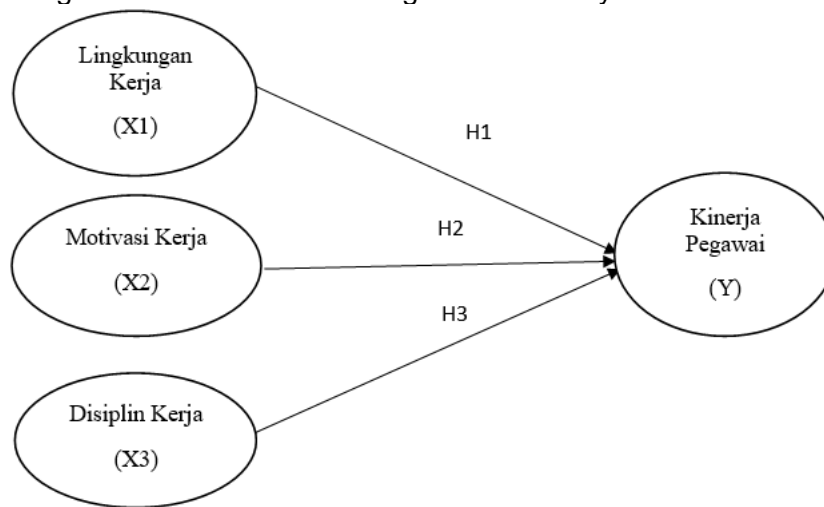 Lingkungan
Kerja
(X1)
H1
Motivasi Kerja
(X2)
H2
Kinerja
Pegawai
(Y)
H3
Disiplin Kerja
(X3)